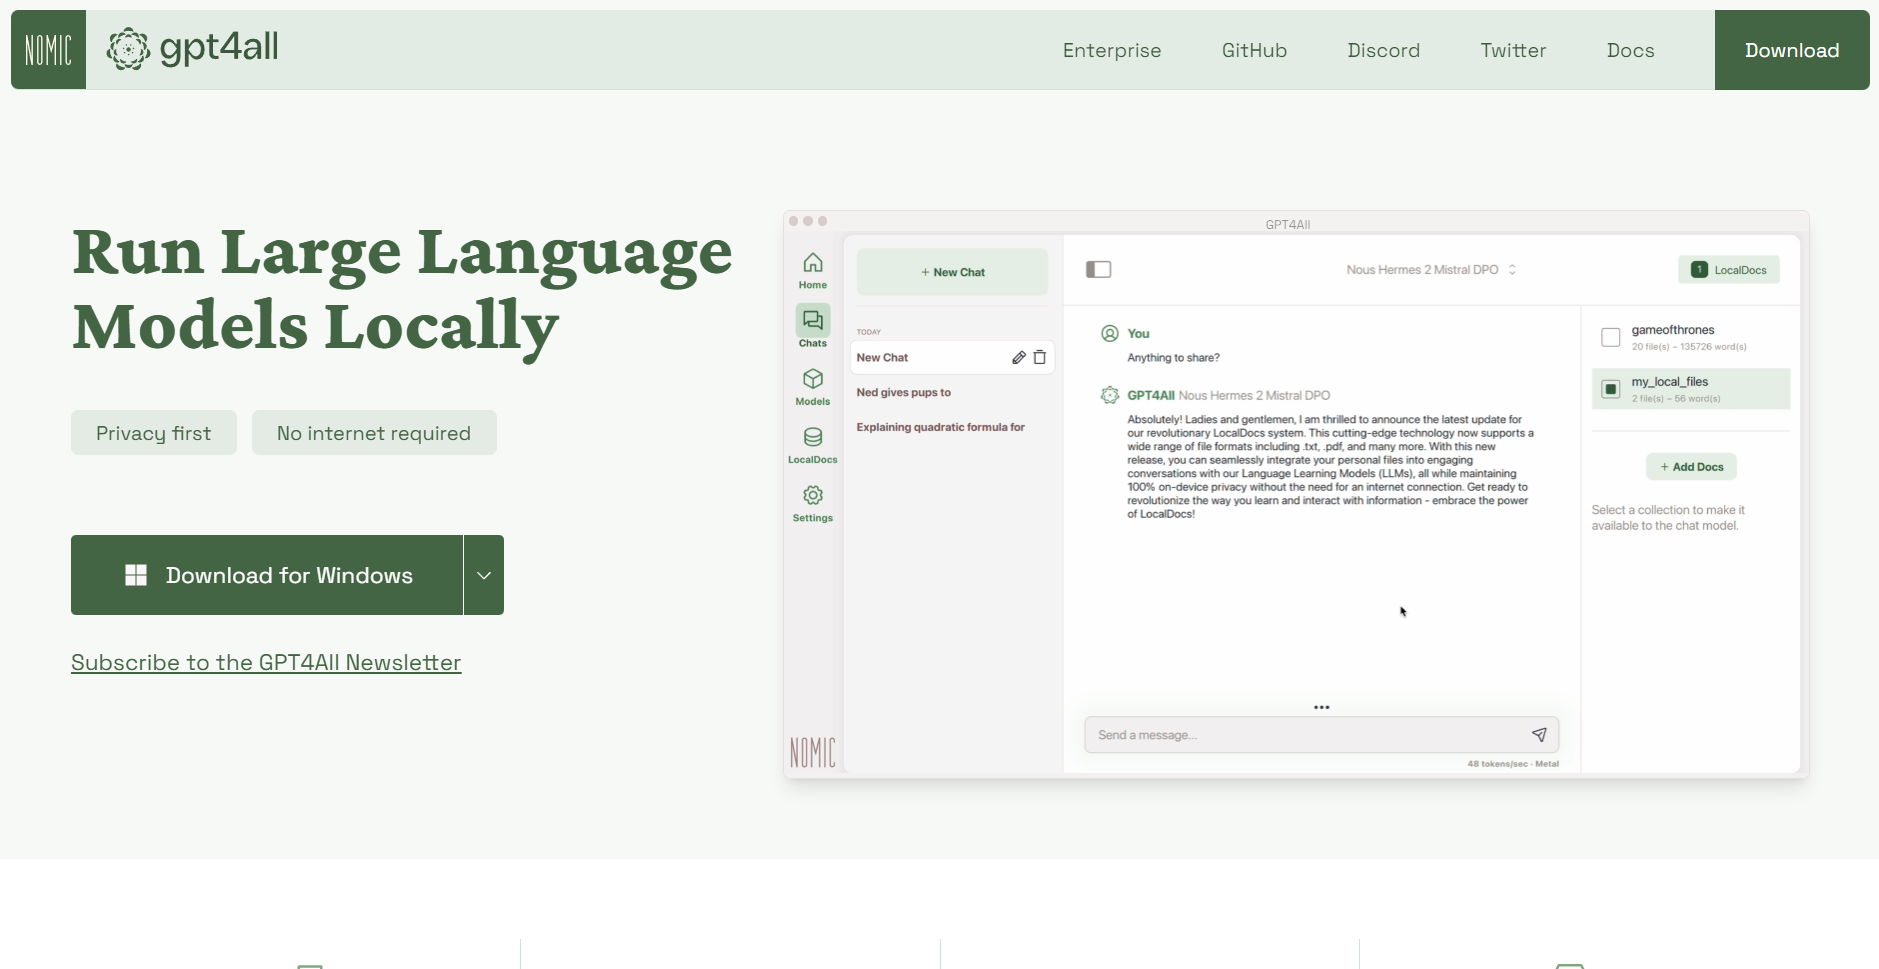 NOMIC gpt4all Enterprise GitHub Discord Twitter Docs Download
Run Large Language
Models Locally
Privacy first No internet required
Download for Windows
Subscribe to the GPT4All Newsletter
GPT4All
Home
Chats
Models
LocalDocs
Settings
NOMIC
+ New Chat
TODAY
New Chat
Ned gives pups to
Explaining quadratic formula for
Nous Hermes 2 Mistral DPO
1 LocalDocs
You
Anything to share?
GPT4All Nous Hermes 2 Mistral DPO
Absolutely! Ladies and gentlemen, I am thrilled to announce the latest update for
our revolutionary LocalDocs system. This cutting-edge technology now supports a
wide range of file formats including .txt, .pdf, and many more. With this new
release, you can seamlessly integrate your personal files into engaging
conversations with our Language Learning Models (LLMs), all while maintaining
100% on-device privacy without the need for an internet connection. Get ready to
revolutionize the way you learn and interact with information - embrace the power
of LocalDocs!
Send a message...
48 tokens/sec · Metal
gameofthrones
20 file(s) – 135726 word(s)
my_local_files
2 file(s) – 56 word(s)
+ Add Docs
Select a collection to make it
available to the chat model.